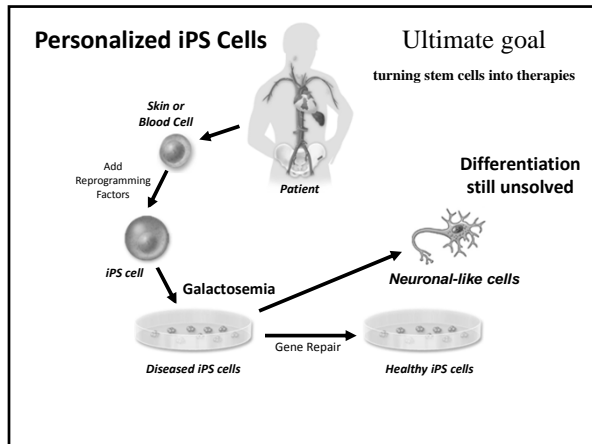 Personalized iPS Cells
Ultimate goal
turning stem cells into therapies
Skin or
Blood Cell
Patient
Add
Reprogramming
Factors
Differentiation
still unsolved
iPS cell
Galactosemia
Neuronal-like cells
Gene Repair
Diseased iPS cells
Healthy iPS cells